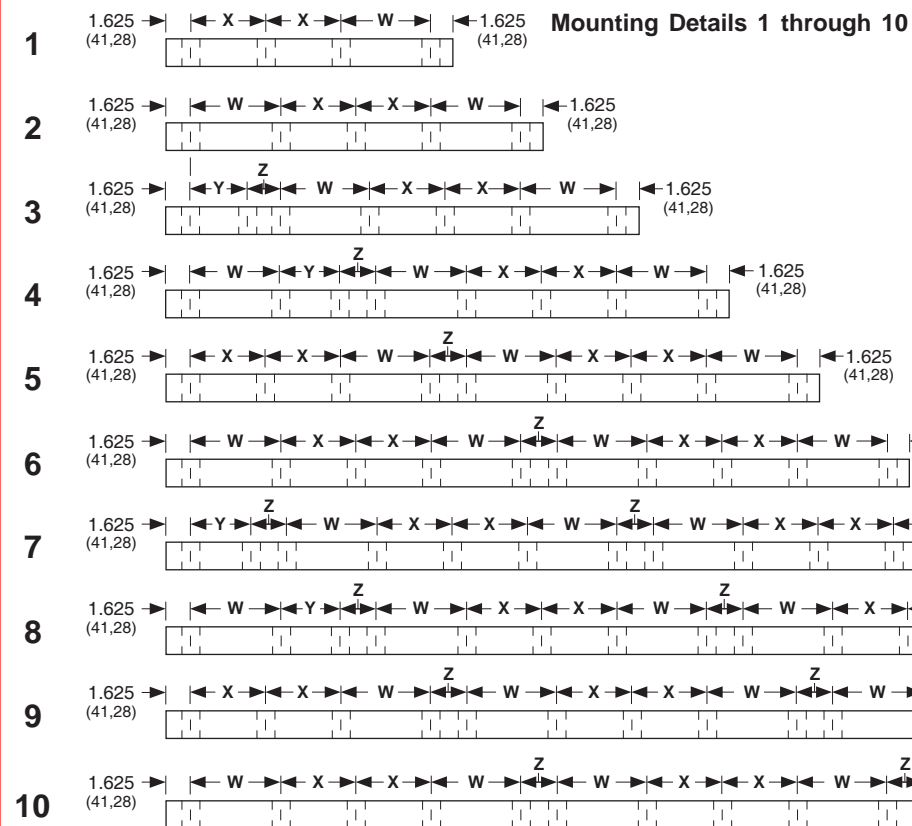 Mounting Details 1 through 10
1 1.625 (41,28) X X W 1.625 (41,28)
2 1.625 (41,28) W X X W 1.625 (41,28)
3 1.625 (41,28) Y Z W X X W 1.625 (41,28)
4 1.625 (41,28) W Y Z W X X W 1.625 (41,28)
5 1.625 (41,28) X X W Z W X X W 1.625 (41,28)
6 1.625 (41,28) W X X W Z W X X W
7 1.625 (41,28) Y Z W X X W Z W X X
8 1.625 (41,28) W Y Z W X X W Z W X
9 1.625 (41,28) X X W Z W X X W Z W
10 1.625 (41,28) W X X W Z W X X W Z